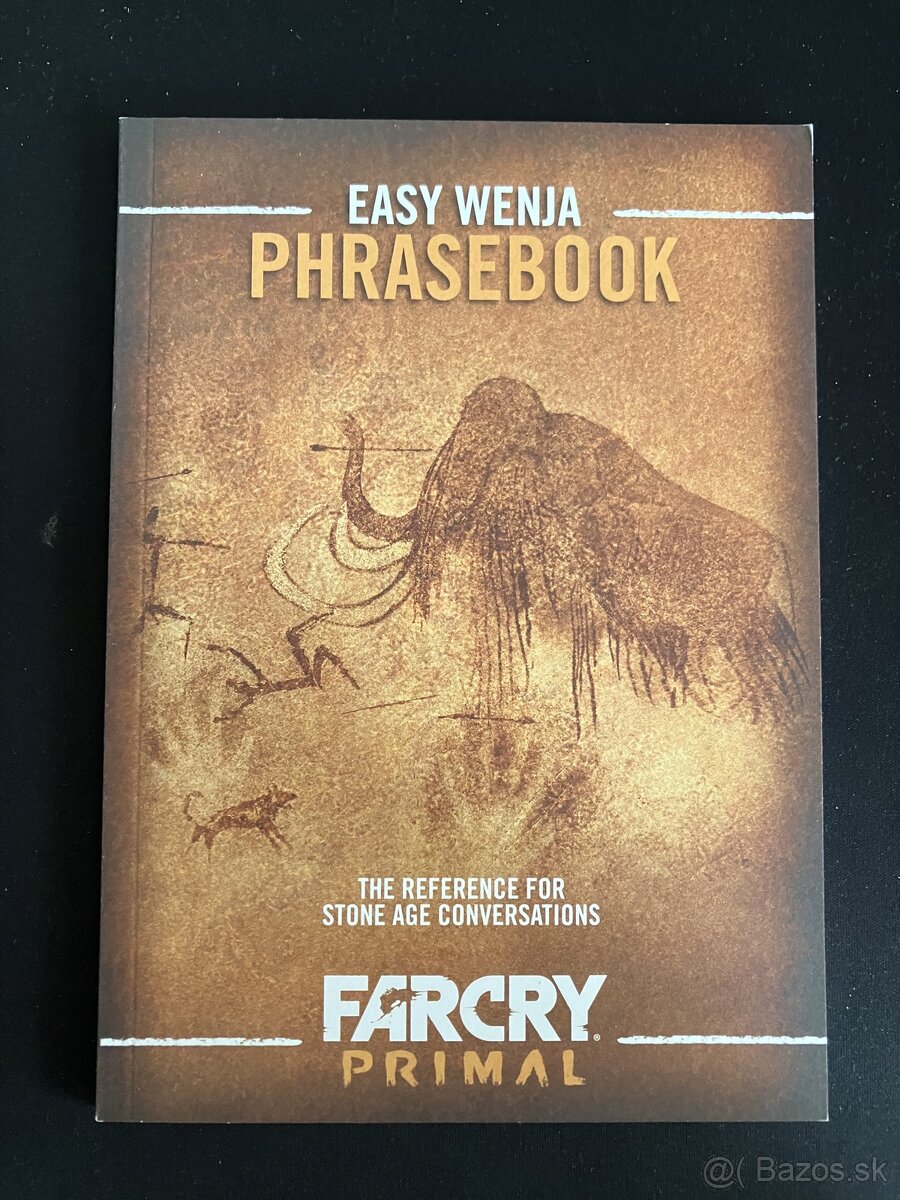 EASY WENJA
PHRASEBOOK
THE REFERENCE FOR
STONE AGE CONVERSATIONS
FARCRY®
PRIMAL
@( Bazos.sk